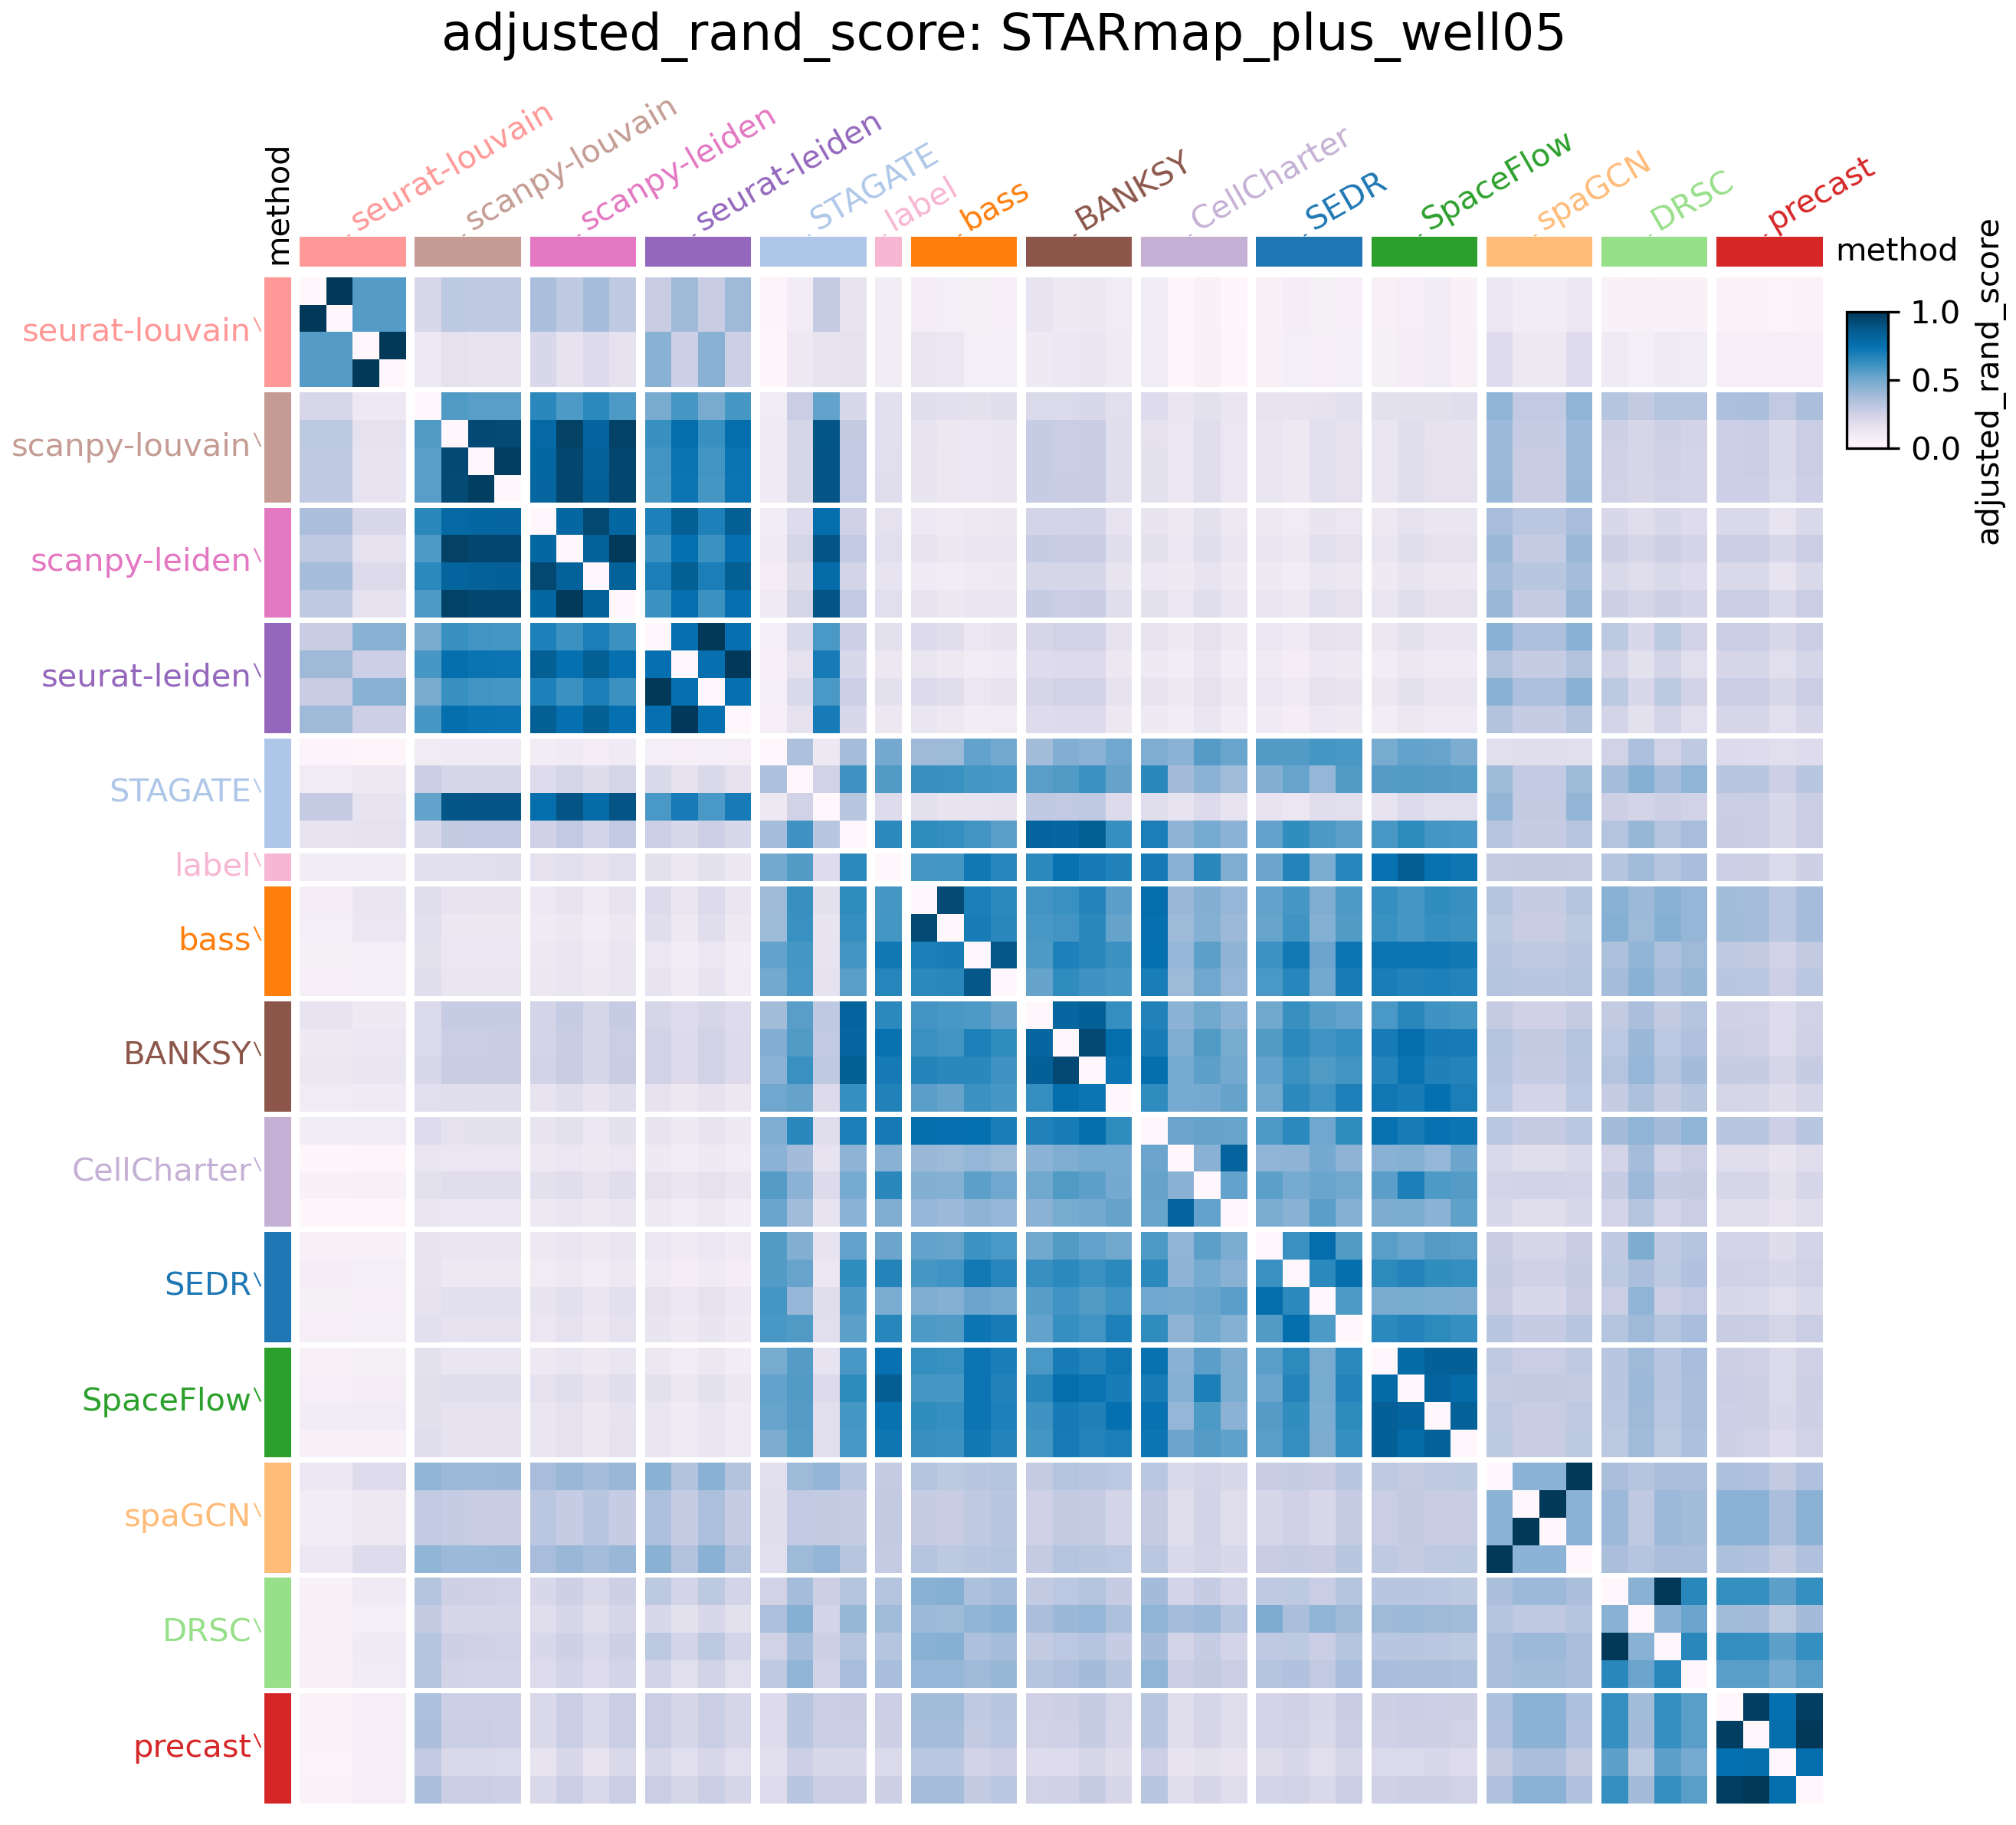 adjusted_rand_score: STARmap_plus_well05
method
seurat-louvain
scanpy-louvain
scanpy-leiden
seurat-leiden
STAGATE
label
bass
BANKSY
CellCharter
SEDR
SpaceFlow
spaGCN
DRSC
precast
method
adjusted_rand_score
1.0
0.5
0.0
seurat-louvain
scanpy-louvain
scanpy-leiden
seurat-leiden
STAGATE
label
bass
BANKSY
CellCharter
SEDR
SpaceFlow
spaGCN
DRSC
precast